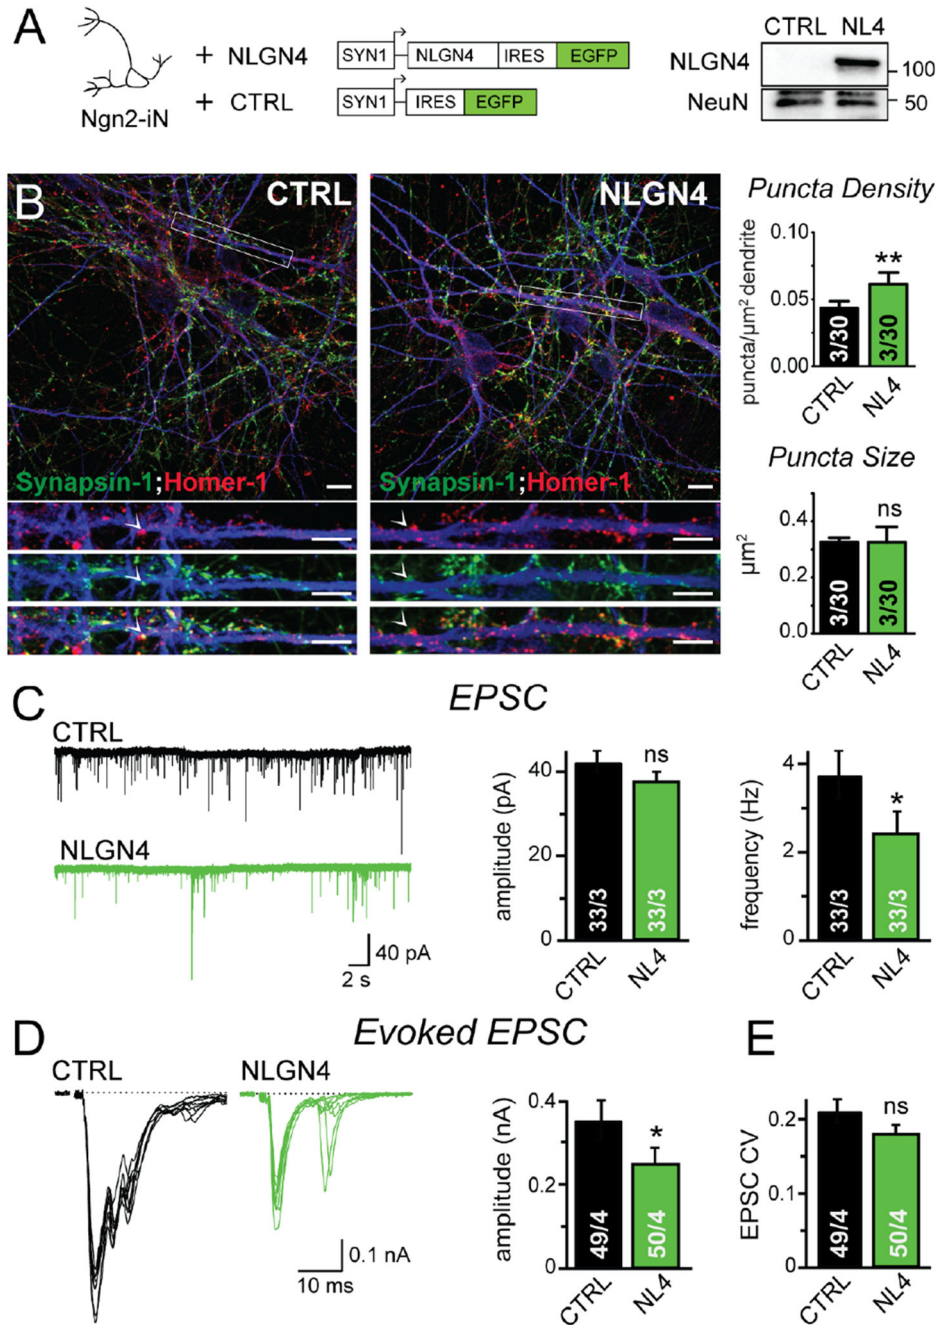 A
Ngn2-iN
+ NLGN4
+ CTRL
SYN1 NLGN4 IRES EGFP
SYN1 IRES EGFP
CTRL NL4
NLGN4
100
NeuN
50
B
CTRL
Synapsin-1;Homer-1
NLGN4
Synapsin-1;Homer-1
Puncta Density
puncta/µm² dendrite
0.10
0.05
0.00
**
3/30
3/30
CTRL
NL4
Puncta Size
µm²
0.4
0.2
0.0
ns
3/30
3/30
CTRL
NL4
C
EPSC
CTRL
NLGN4
40 pA
2 s
amplitude (pA)
40
20
0
ns
33/3
33/3
CTRL
NL4
frequency (Hz)
4
2
0
*
33/3
33/3
CTRL
NL4
D
Evoked EPSC
CTRL
NLGN4
0.1 nA
10 ms
amplitude (nA)
0.4
0.2
0
*
49/4
50/4
CTRL
NL4
E
EPSC CV
0.2
0.1
0
ns
49/4
50/4
CTRL
NL4